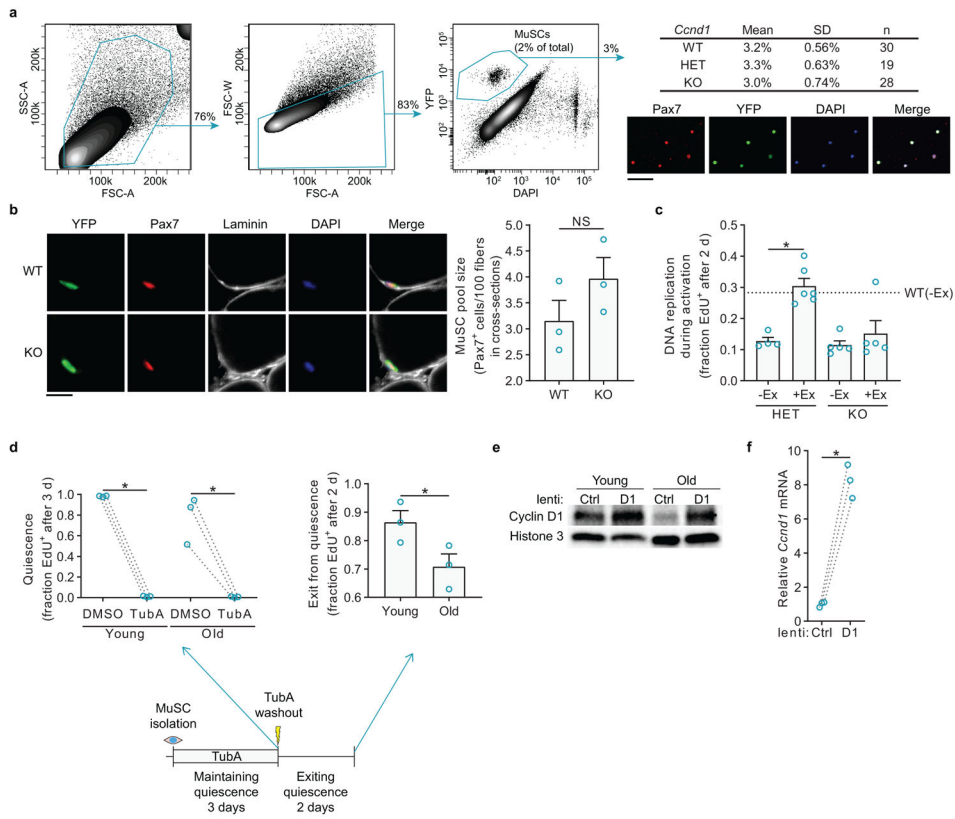 a
SSC-A
200k
100k
100k
200k
FSC-A
76%
FSC-W
200k
100k
100k
200k
FSC-A
83%
YFP
10⁵
10⁴
10³
10²
10² 10³ 10⁴ 10⁵
DAPI
MuSCs
(2% of total)
3%
Ccnd1 Mean SD n
WT 3.2% 0.56% 30
HET 3.3% 0.63% 19
KO 3.0% 0.74% 28
Pax7 YFP DAPI Merge
b
YFP Pax7 Laminin DAPI Merge
WT
KO
MuSC pool size
(Pax7⁺ cells/100 fibers
in cross-sections)
5.0
4.5
4.0
3.5
3.0
2.5
2.0
NS
WT KO
c
DNA replication
during activation
(fraction EdU⁺ after 2 d)
0.5
0.4
0.3
0.2
0.1
0
*
WT(-Ex)
-Ex +Ex -Ex +Ex
HET KO
d
Quiescence
(fraction EdU⁺ after 3 d)
1.0
0.8
0.6
0.4
0.2
0.0
* *
DMSO TubA DMSO TubA
Young Old
Exit from quiescence
(fraction EdU⁺ after 2 d)
1.0
0.9
0.8
0.7
0.6
*
Young Old
MuSC
isolation
TubA
washout
TubA
Maintaining
quiescence
3 days
Exiting
quiescence
2 days
e
Young Old
lenti: Ctrl D1 Ctrl D1
Cyclin D1
Histone 3
f
Relative Ccnd1 mRNA
10
8
6
4
2
0
*
lenti: Ctrl D1